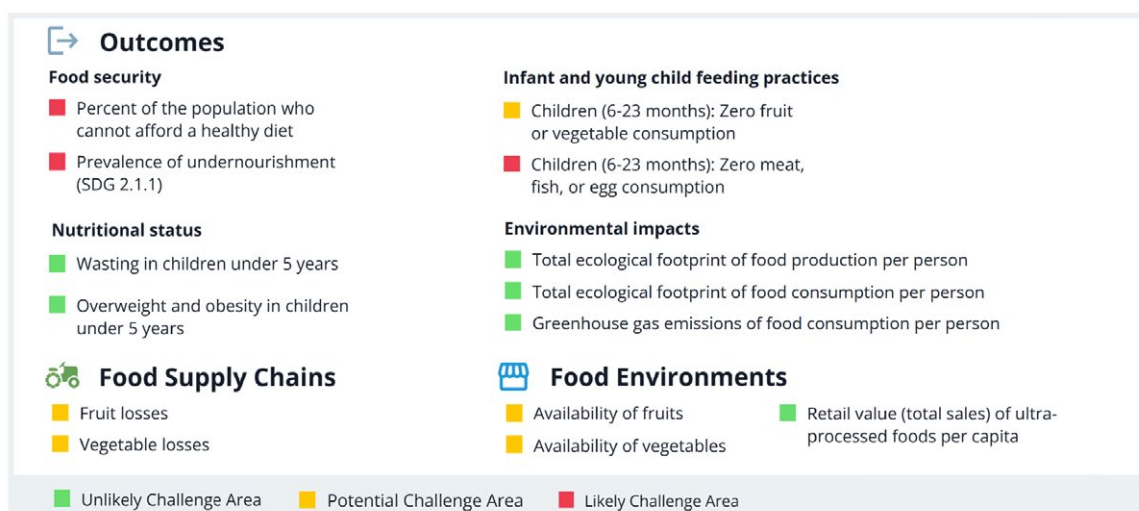 Outcomes
Food security
Percent of the population who
cannot afford a healthy diet
Prevalence of undernourishment
(SDG 2.1.1)
Infant and young child feeding practices
Children (6-23 months): Zero fruit
or vegetable consumption
Children (6-23 months): Zero meat,
fish, or egg consumption
Nutritional status
Wasting in children under 5 years
Overweight and obesity in children
under 5 years
Environmental impacts
Total ecological footprint of food production per person
Total ecological footprint of food consumption per person
Greenhouse gas emissions of food consumption per person
Food Supply Chains
Fruit losses
Vegetable losses
Food Environments
Availability of fruits
Availability of vegetables
Retail value (total sales) of ultra-
processed foods per capita
Unlikely Challenge Area
Potential Challenge Area
Likely Challenge Area